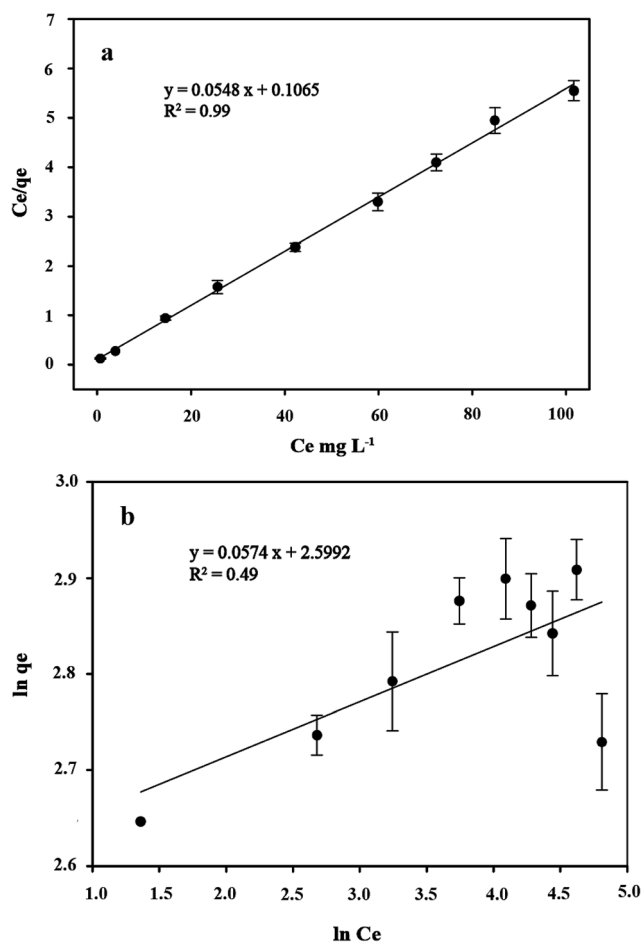 7
6
5
4
3
2
1
0
a
y = 0.0548 x + 0.1065
R² = 0.99
Ce/qe
0 20 40 60 80 100
Ce mg L⁻¹
3.0
2.9
2.8
2.7
2.6
b
y = 0.0574 x + 2.5992
R² = 0.49
ln qe
1.0 1.5 2.0 2.5 3.0 3.5 4.0 4.5 5.0
ln Ce